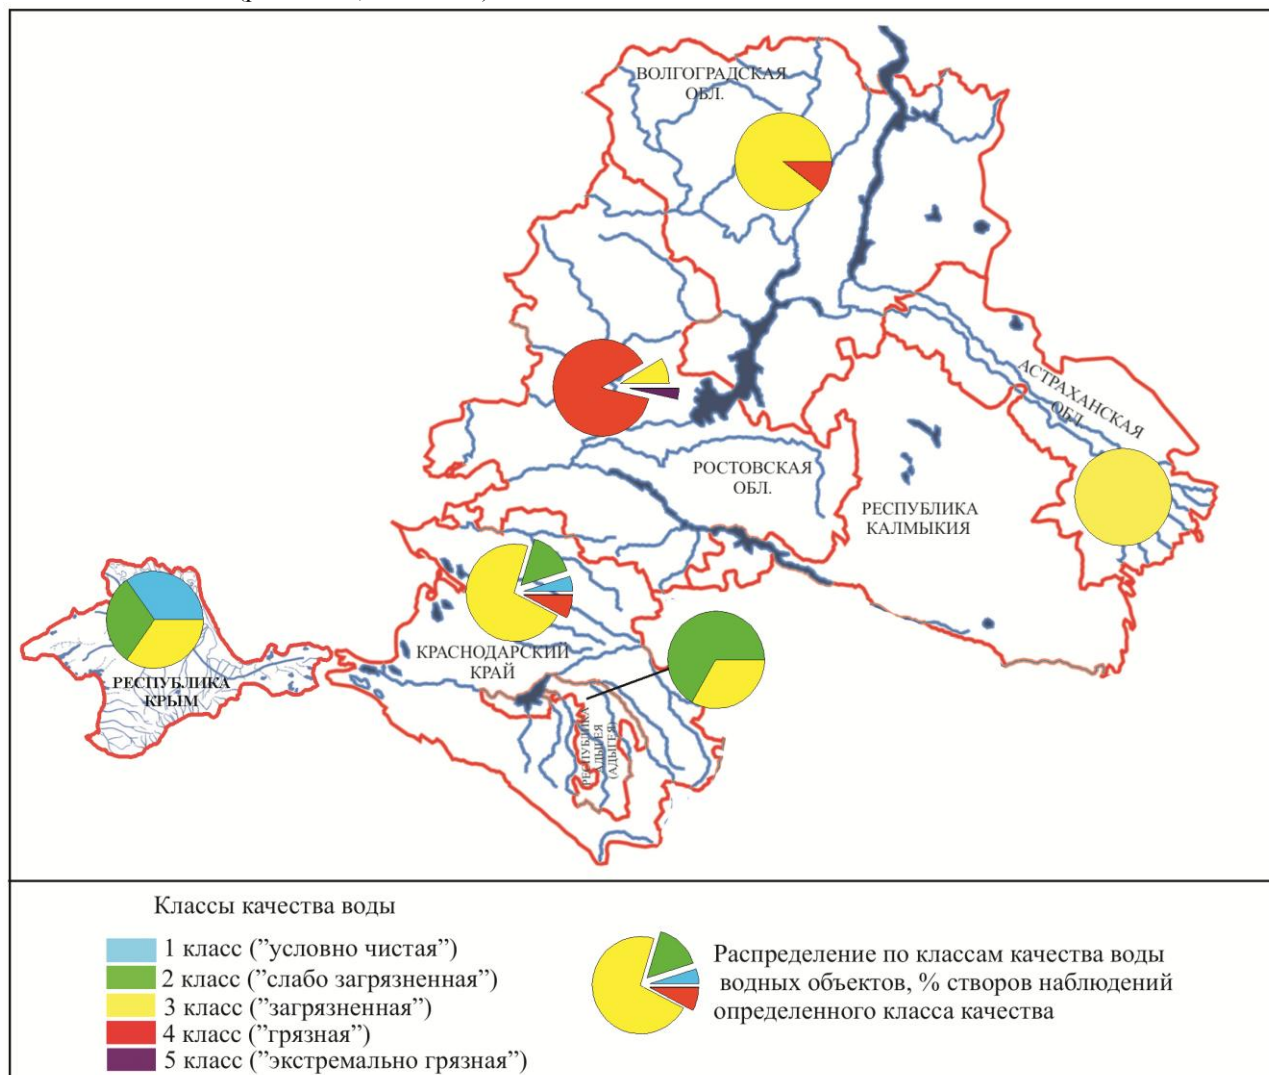 ВОЛГОГРАДСКАЯ
ОБЛ.
АСТРАХАНСКАЯ
ОБЛ.
РОСТОВСКАЯ
ОБЛ.
РЕСПУБЛИКА
КАЛМЫКИЯ
КРАСНОДАРСКИЙ
КРАЙ
РЕСПУБЛИКА
КРЫМ
РЕСПУБЛИКА
АДЫГЕЯ
(АДЫГЕЯ)
Классы качества воды
1 класс (”условно чистая”)
2 класс (”слабо загрязненная”)
3 класс (”загрязненная”)
4 класс (”грязная”)
5 класс (”экстремально грязная”)
Распределение по классам качества воды
водных объектов, % створов наблюдений
определенного класса качества